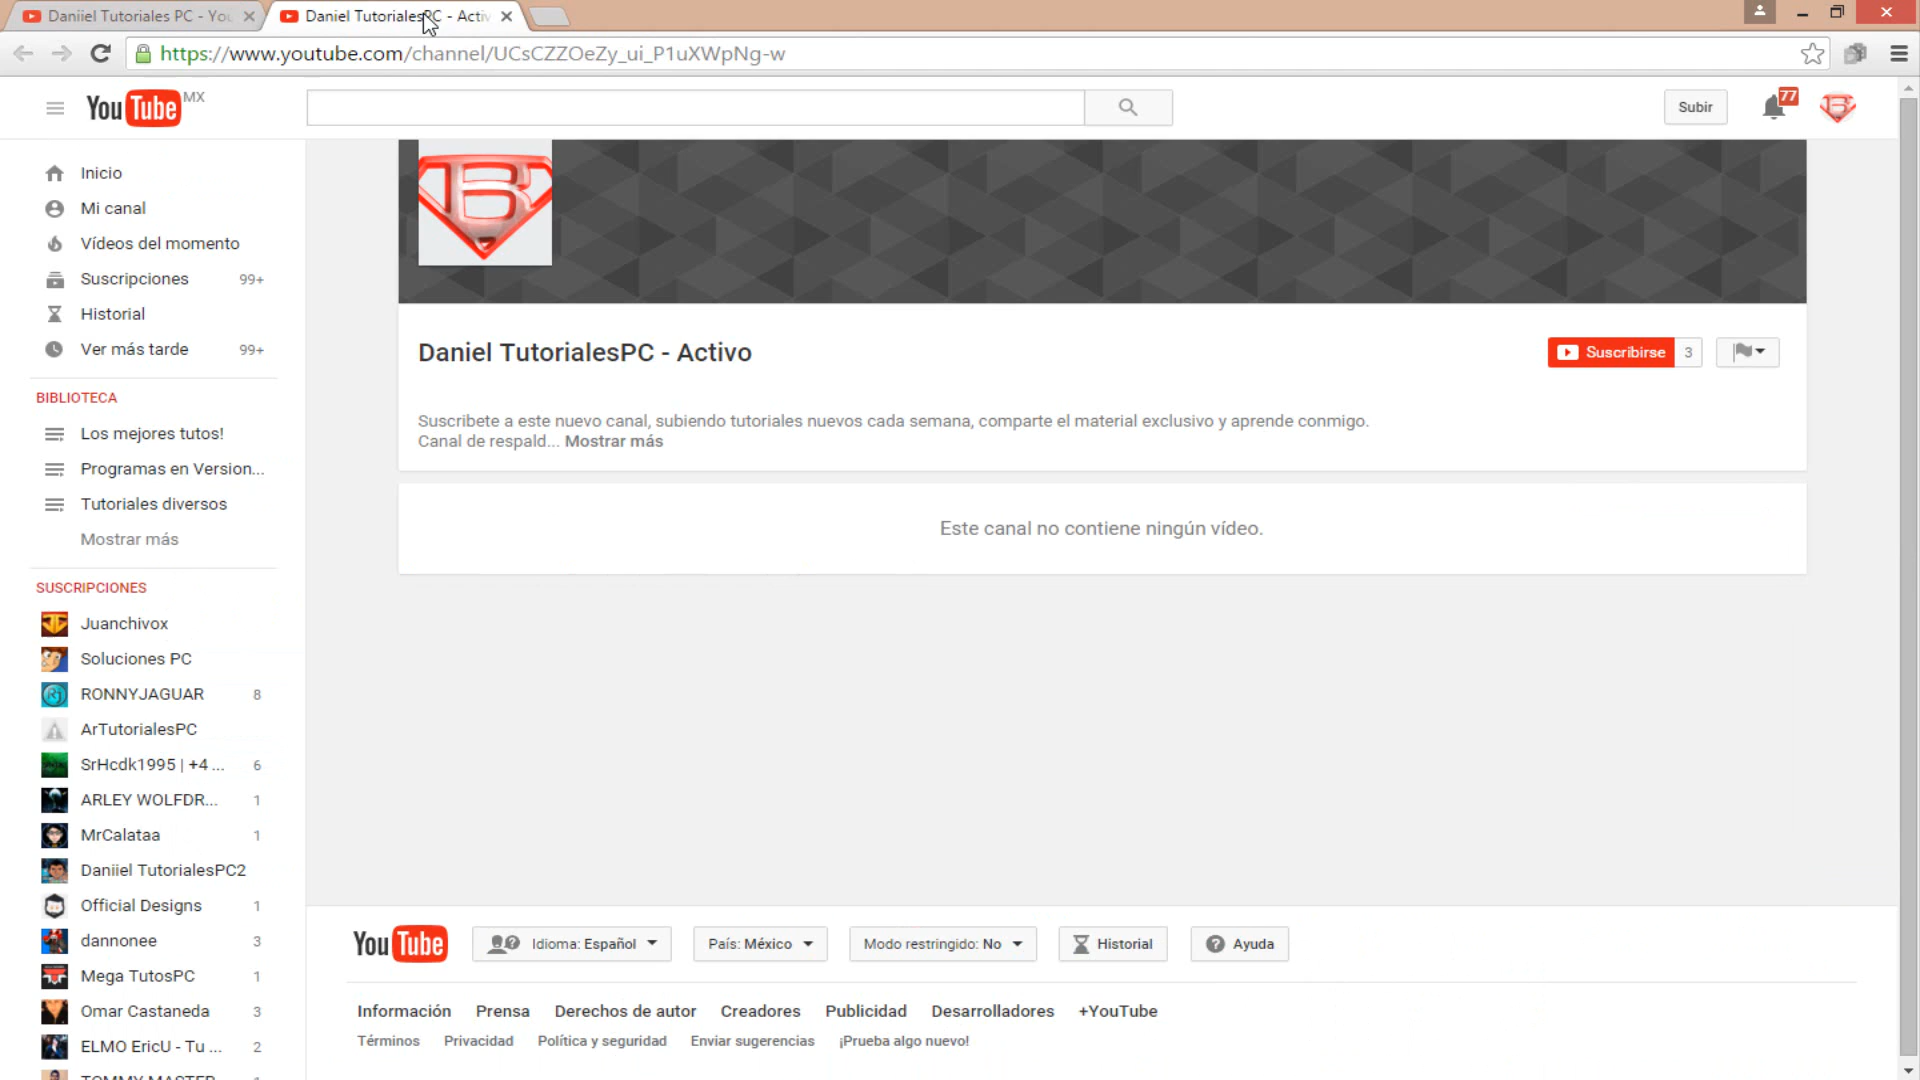 Daniiel Tutoriales PC - You
Daniel TutorialesPC - Activ
https://www.youtube.com/channel/UCsCZZOeZy_ui_P1uXWpNg-w
YouTube MX
Subir
77
Inicio
Mi canal
Vídeos del momento
Suscripciones 99+
Historial
Ver más tarde 99+
BIBLIOTECA
Los mejores tutos!
Programas en Version...
Tutoriales diversos
Mostrar más
SUSCRIPCIONES
Juanchivox
Soluciones PC
RONNYJAGUAR 8
ArTutorialesPC
SrHcdk1995 | +4 ... 6
ARLEY WOLFDR... 1
MrCalataa 1
Daniiel TutorialesPC2
Official Designs 1
dannonee 3
Mega TutosPC 1
Omar Castaneda 3
ELMO EricU - Tu ... 2
TOMMY MASTER
B
Daniel TutorialesPC - Activo
Suscribirse 3
Suscribete a este nuevo canal, subiendo tutoriales nuevos cada semana, comparte el material exclusivo y aprende conmigo.
Canal de respald... Mostrar más
Este canal no contiene ningún vídeo.
YouTube
Idioma: Español
País: México
Modo restringido: No
Historial
Ayuda
Información Prensa Derechos de autor Creadores Publicidad Desarrolladores +YouTube
Términos Privacidad Política y seguridad Enviar sugerencias ¡Prueba algo nuevo!